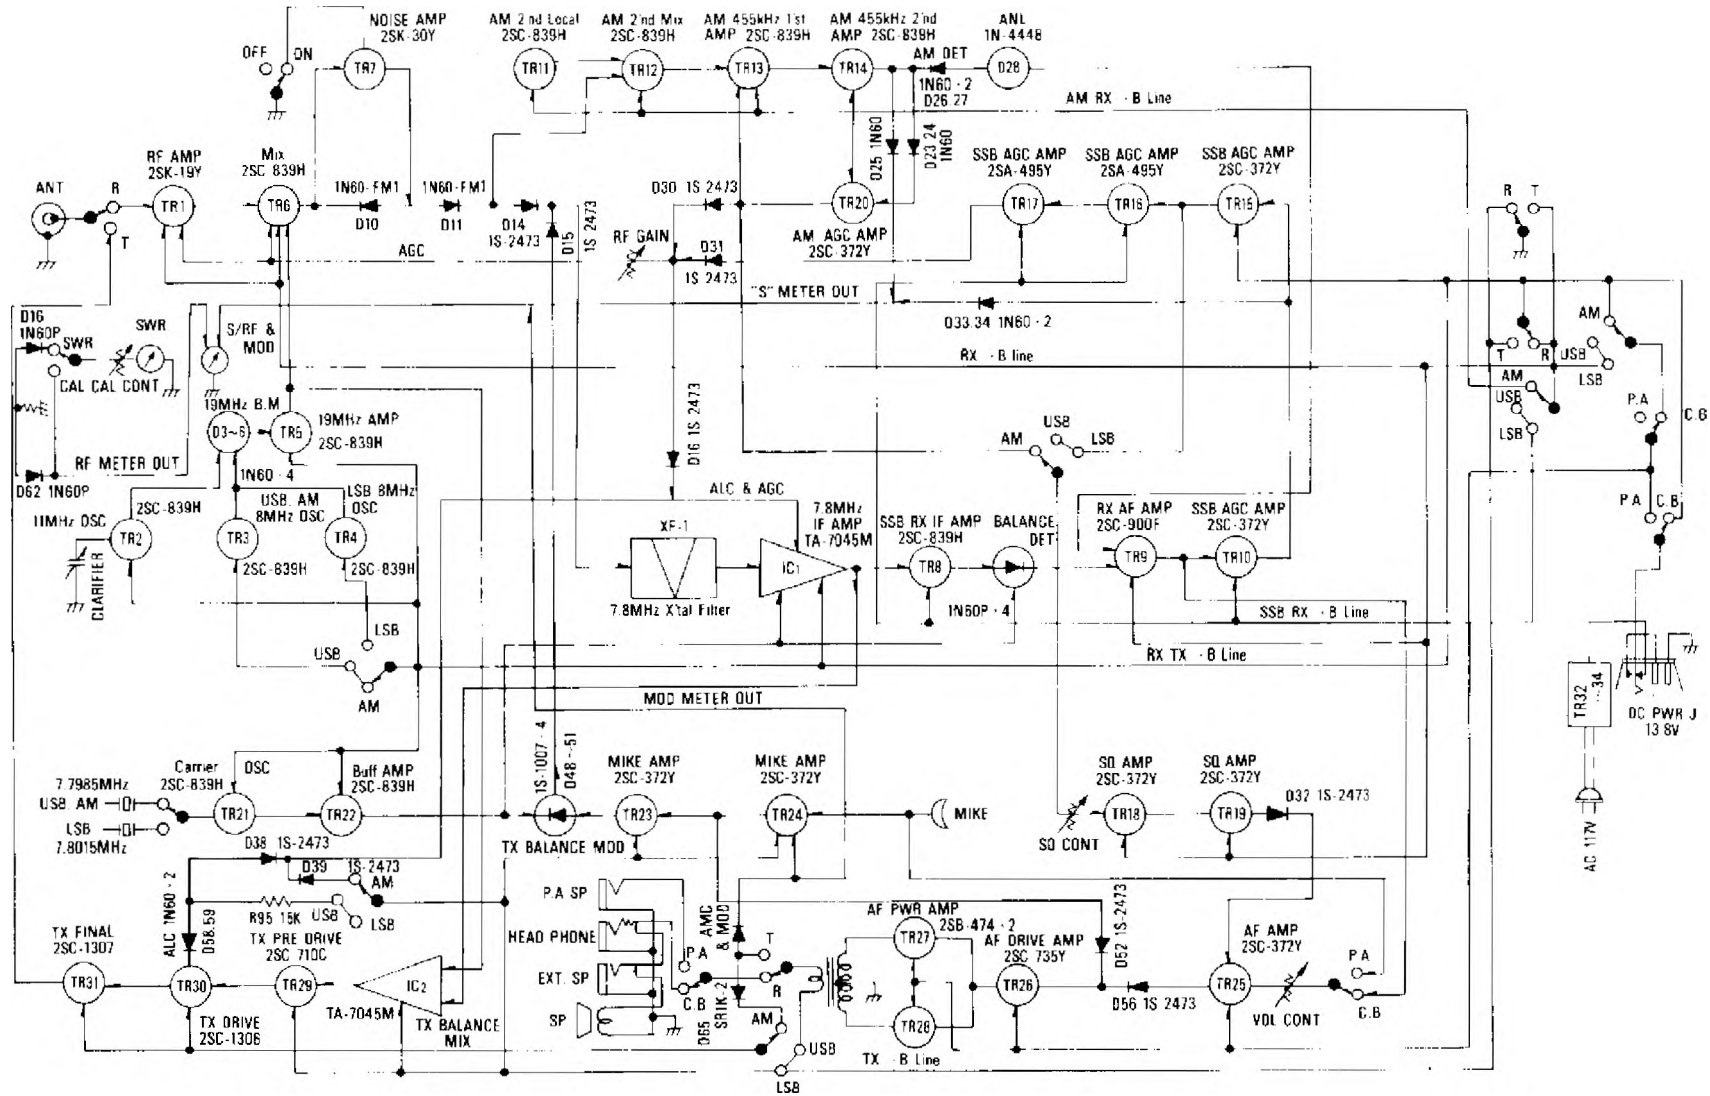 NOISE AMP
2SK-30Y
OFF
ON
TR7
AM 2'nd Local
2SC-839H
TR11
AM 2'nd Mix
2SC-839H
TR12
AM 455kHz 1'st
AMP 2SC-839H
TR13
AM 455kHz 2'nd
AMP 2SC-839H
TR14
ANL
1N-4448
D28
AM DET
1N60·2
D26.27
AM RX ·B Line
D25 1N60
D23 24
1N60
ANT
R
T
RF AMP
2SK-19Y
TR1
Mix
2SC 839H
TR6
1N60-FM1
D10
1N60-FM1
D11
D14
1S-2473
D15
1S 2473
AGC
D30 1S 2473
RF GAIN
D31
1S 2473
TR20
AM AGC AMP
2SC-372Y
SSB AGC AMP
2SA-495Y
TR17
SSB AGC AMP
2SA-495Y
TR16
SSB AGC AMP
2SC-372Y
TR15
R T
"S" METER OUT
D33.34 1N60·2
RX ·B line
D16
1N60P
SWR
SWR
CAL CAL CONT
S/RF &
MOD
T R
AM
USB
LSB
AM
USB
LSB
P.A
C.B
19MHz B.M
D3~6
TR5
19MHz AMP
2SC-839H
1N60·4
RF METER OUT
D62 1N60P
D16 1S 2473
USB
AM
LSB
11MHz OSC
2SC-839H
TR2
CLARIFIER
USB. AM
8MHz OSC
TR3
2SC-839H
LSB 8MHz
OSC
TR4
2SC-839H
ALC & AGC
XF-1
7.8MHz X'tal Filter
7.8MHz
IF AMP
TA-7045M
IC1
SSB RX IF AMP
2SC-839H
TR8
BALANCE
DET
1N60P·4
RX AF AMP
2SC-900F
TR9
SSB AGC AMP
2SC-372Y
TR10
P.A
C.B
SSB RX ·B Line
RX TX ·B Line
LSB
USB
AM
MOD METER OUT
TR32
~34
DC PWR J
13 8V
AC 117V
7.7985MHz
USB AM
LSB
7.8015MHz
Carrier OSC
2SC-839H
TR21
Buff AMP
2SC-839H
TR22
1S-1007·4
D48~51
TX BALANCE MOD
MIKE AMP
2SC-372Y
TR23
MIKE AMP
2SC-372Y
TR24
MIKE
SQ CONT
SQ AMP
2SC-372Y
TR18
SQ AMP
2SC-372Y
TR19
D32 1S-2473
D38 1S-2473
D39
1S-2473
AM
USB
LSB
R95 15K
ALC 1N60·2
D58.59
TX FINAL
2SC-1307
TR31
TR30
TX DRIVE
2SC-1306
TX PRE DRIVE
2SC 710C
TR29
IC2
TA-7045M
TX BALANCE
MIX
P.A SP
HEAD PHONE
EXT. SP
SP
P A
C.B
AMC
& MOD
T
R
D65
SR1K-2
AM
USB
LSB
AF PWR AMP
2SB-474·2
TR27
TR28
TX ·B Line
AF DRIVE AMP
2SC 735Y
TR26
D52 1S-2473
D56 1S 2473
AF AMP
2SC-372Y
TR25
VOL CONT
P A
C.B